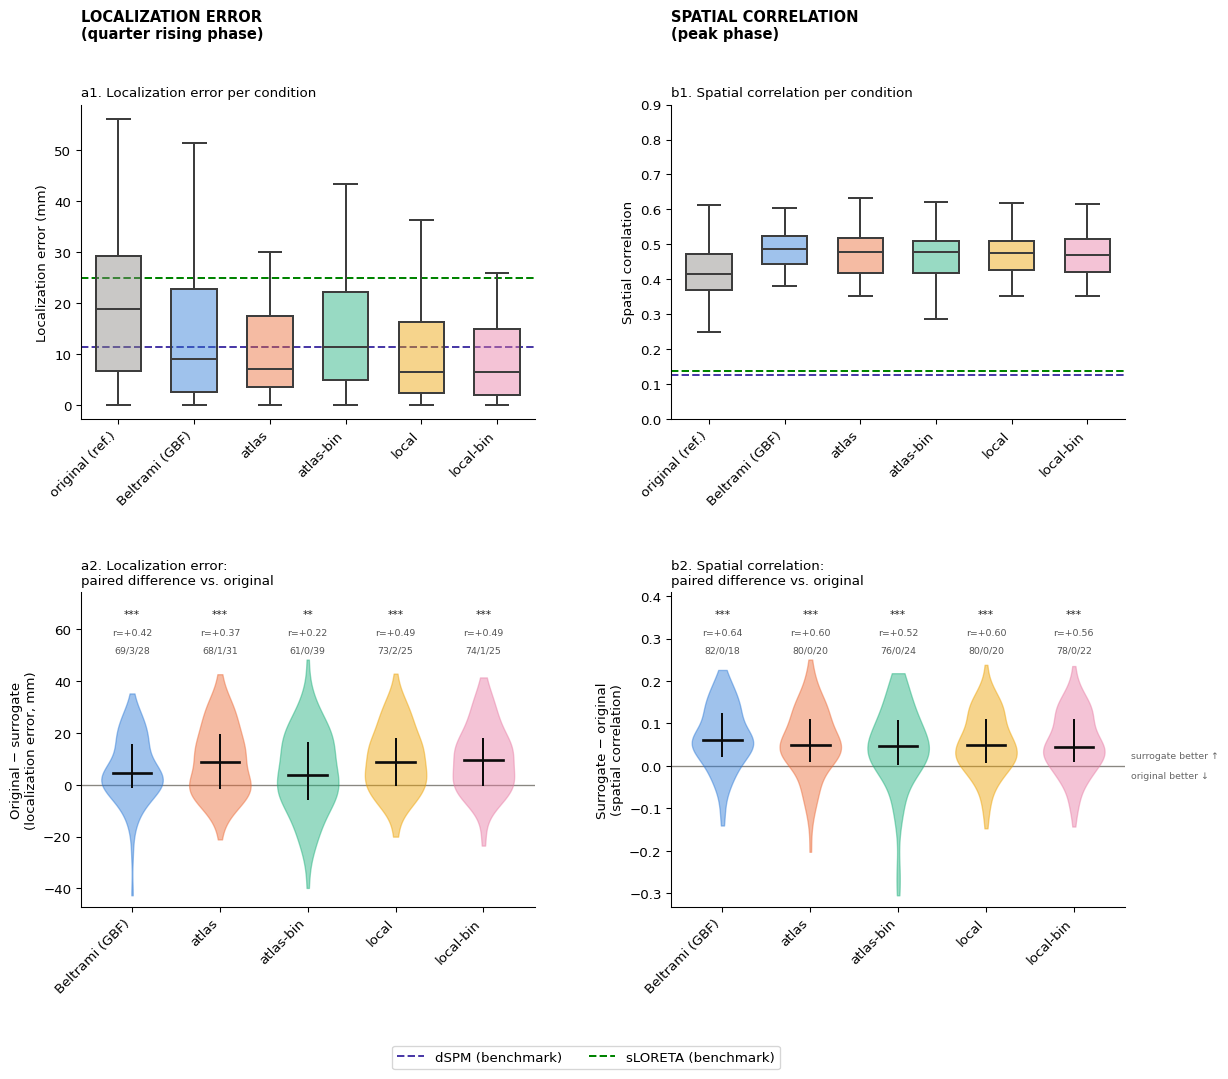 LOCALIZATION ERROR
(quarter rising phase)
SPATIAL CORRELATION
(peak phase)
a1. Localization error per condition
Localization error (mm)
50
40
30
20
10
0
original (ref.)
Beltrami (GBF)
atlas
atlas-bin
local
local-bin
b1. Spatial correlation per condition
Spatial correlation
0.9
0.8
0.7
0.6
0.5
0.4
0.3
0.2
0.1
0.0
original (ref.)
Beltrami (GBF)
atlas
atlas-bin
local
local-bin
a2. Localization error:
paired difference vs. original
Original − surrogate
(localization error, mm)
60
40
20
0
−20
−40
*** *** ** *** ***
r=+0.42 r=+0.37 r=+0.22 r=+0.49 r=+0.49
69/3/28 68/1/31 61/0/39 73/2/25 74/1/25
Beltrami (GBF)
atlas
atlas-bin
local
local-bin
b2. Spatial correlation:
paired difference vs. original
Surrogate − original
(spatial correlation)
0.4
0.3
0.2
0.1
0.0
−0.1
−0.2
−0.3
*** *** *** *** ***
r=+0.64 r=+0.60 r=+0.52 r=+0.60 r=+0.56
82/0/18 80/0/20 76/0/24 80/0/20 78/0/22
surrogate better ↑
original better ↓
Beltrami (GBF)
atlas
atlas-bin
local
local-bin
dSPM (benchmark) sLORETA (benchmark)